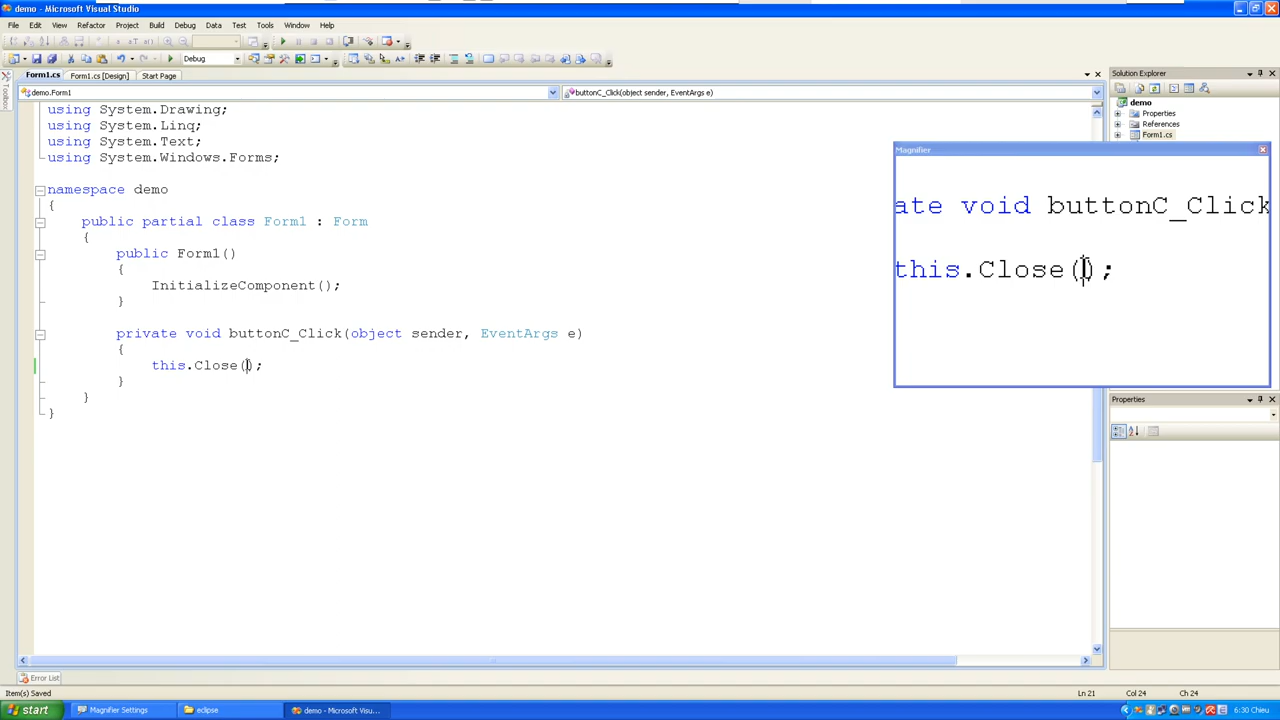 demo - Microsoft Visual Studio
File Edit View Refactor Project Build Debug Data Test Tools Window Help
Debug
Form1.cs Form1.cs [Design] Start Page
Solution Explorer
Toolbox
demo.Form1
buttonC_Click(object sender, EventArgs e)
demo
Properties
References
Form1.cs
using System.Drawing;
using System.Linq;
using System.Text;
using System.Windows.Forms;
namespace demo
{
public partial class Form1 : Form
{
public Form1()
{
InitializeComponent();
}
private void buttonC_Click(object sender, EventArgs e)
{
this.Close();
}
}
}
Magnifier
ate void buttonC_Click
this.Close();
Properties
Error List
Item(s) Saved
Ln 21 Col 24 Ch 24
start
Magnifier Settings
eclipse
demo - Microsoft Visu...
6:30 Chieu